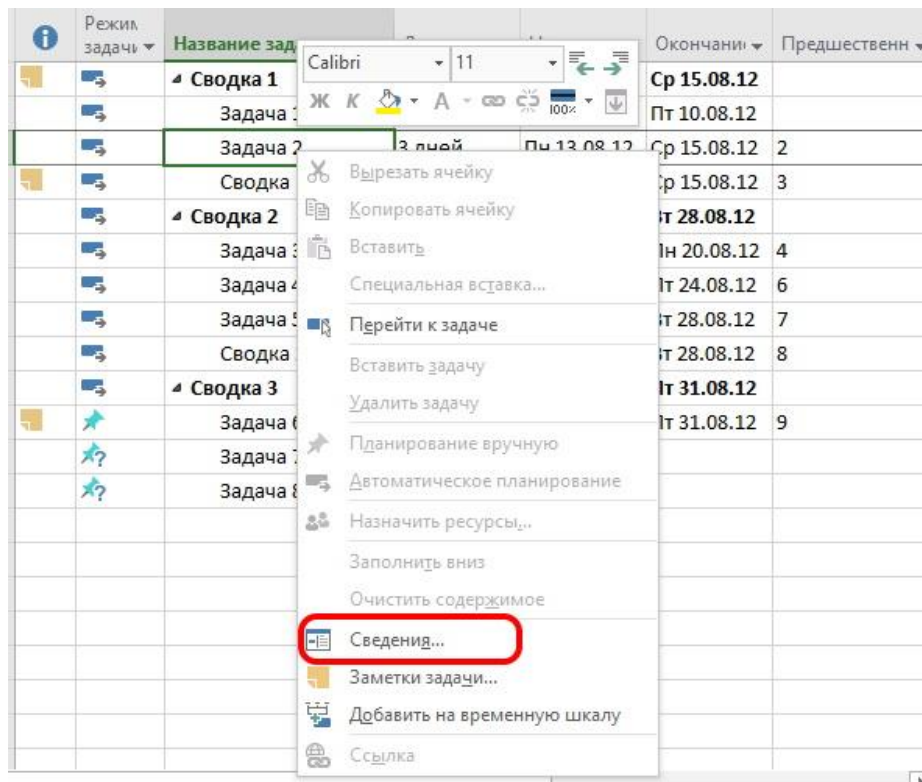 Режим
задачи Название зад Окончани Предшественн
Calibri 11
Ж К А 100%
Сводка 1 Ср 15.08.12
Задача 1 Пт 10.08.12
Задача 2 3 дней Пн 13.08.12 Ср 15.08.12 2
Сводка Ср 15.08.12 3
Сводка 2 Вт 28.08.12
Задача 3 Пн 20.08.12 4
Задача 4 Пт 24.08.12 6
Задача 5 Вт 28.08.12 7
Сводка Вт 28.08.12 8
Сводка 3 Пт 31.08.12
Задача 6 Пт 31.08.12 9
Задача 7
Задача 8
Вырезать ячейку
Копировать ячейку
Вставить
Специальная вставка...
Перейти к задаче
Вставить задачу
Удалить задачу
Планирование вручную
Автоматическое планирование
Назначить ресурсы...
Заполнить вниз
Очистить содержимое
Сведения...
Заметки задачи...
Добавить на временную шкалу
Ссылка